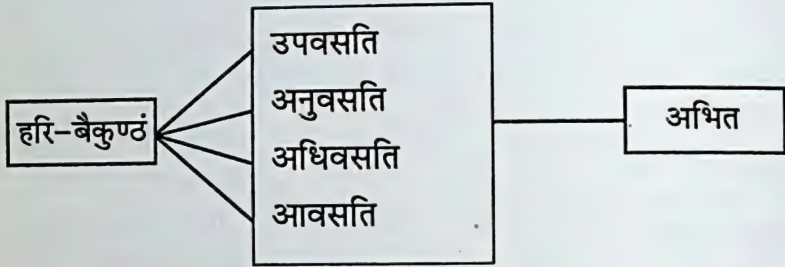 हरि-बैकुण्ठं
उपवसति
अनुवसति
अधिवसति
आवसति
अभित